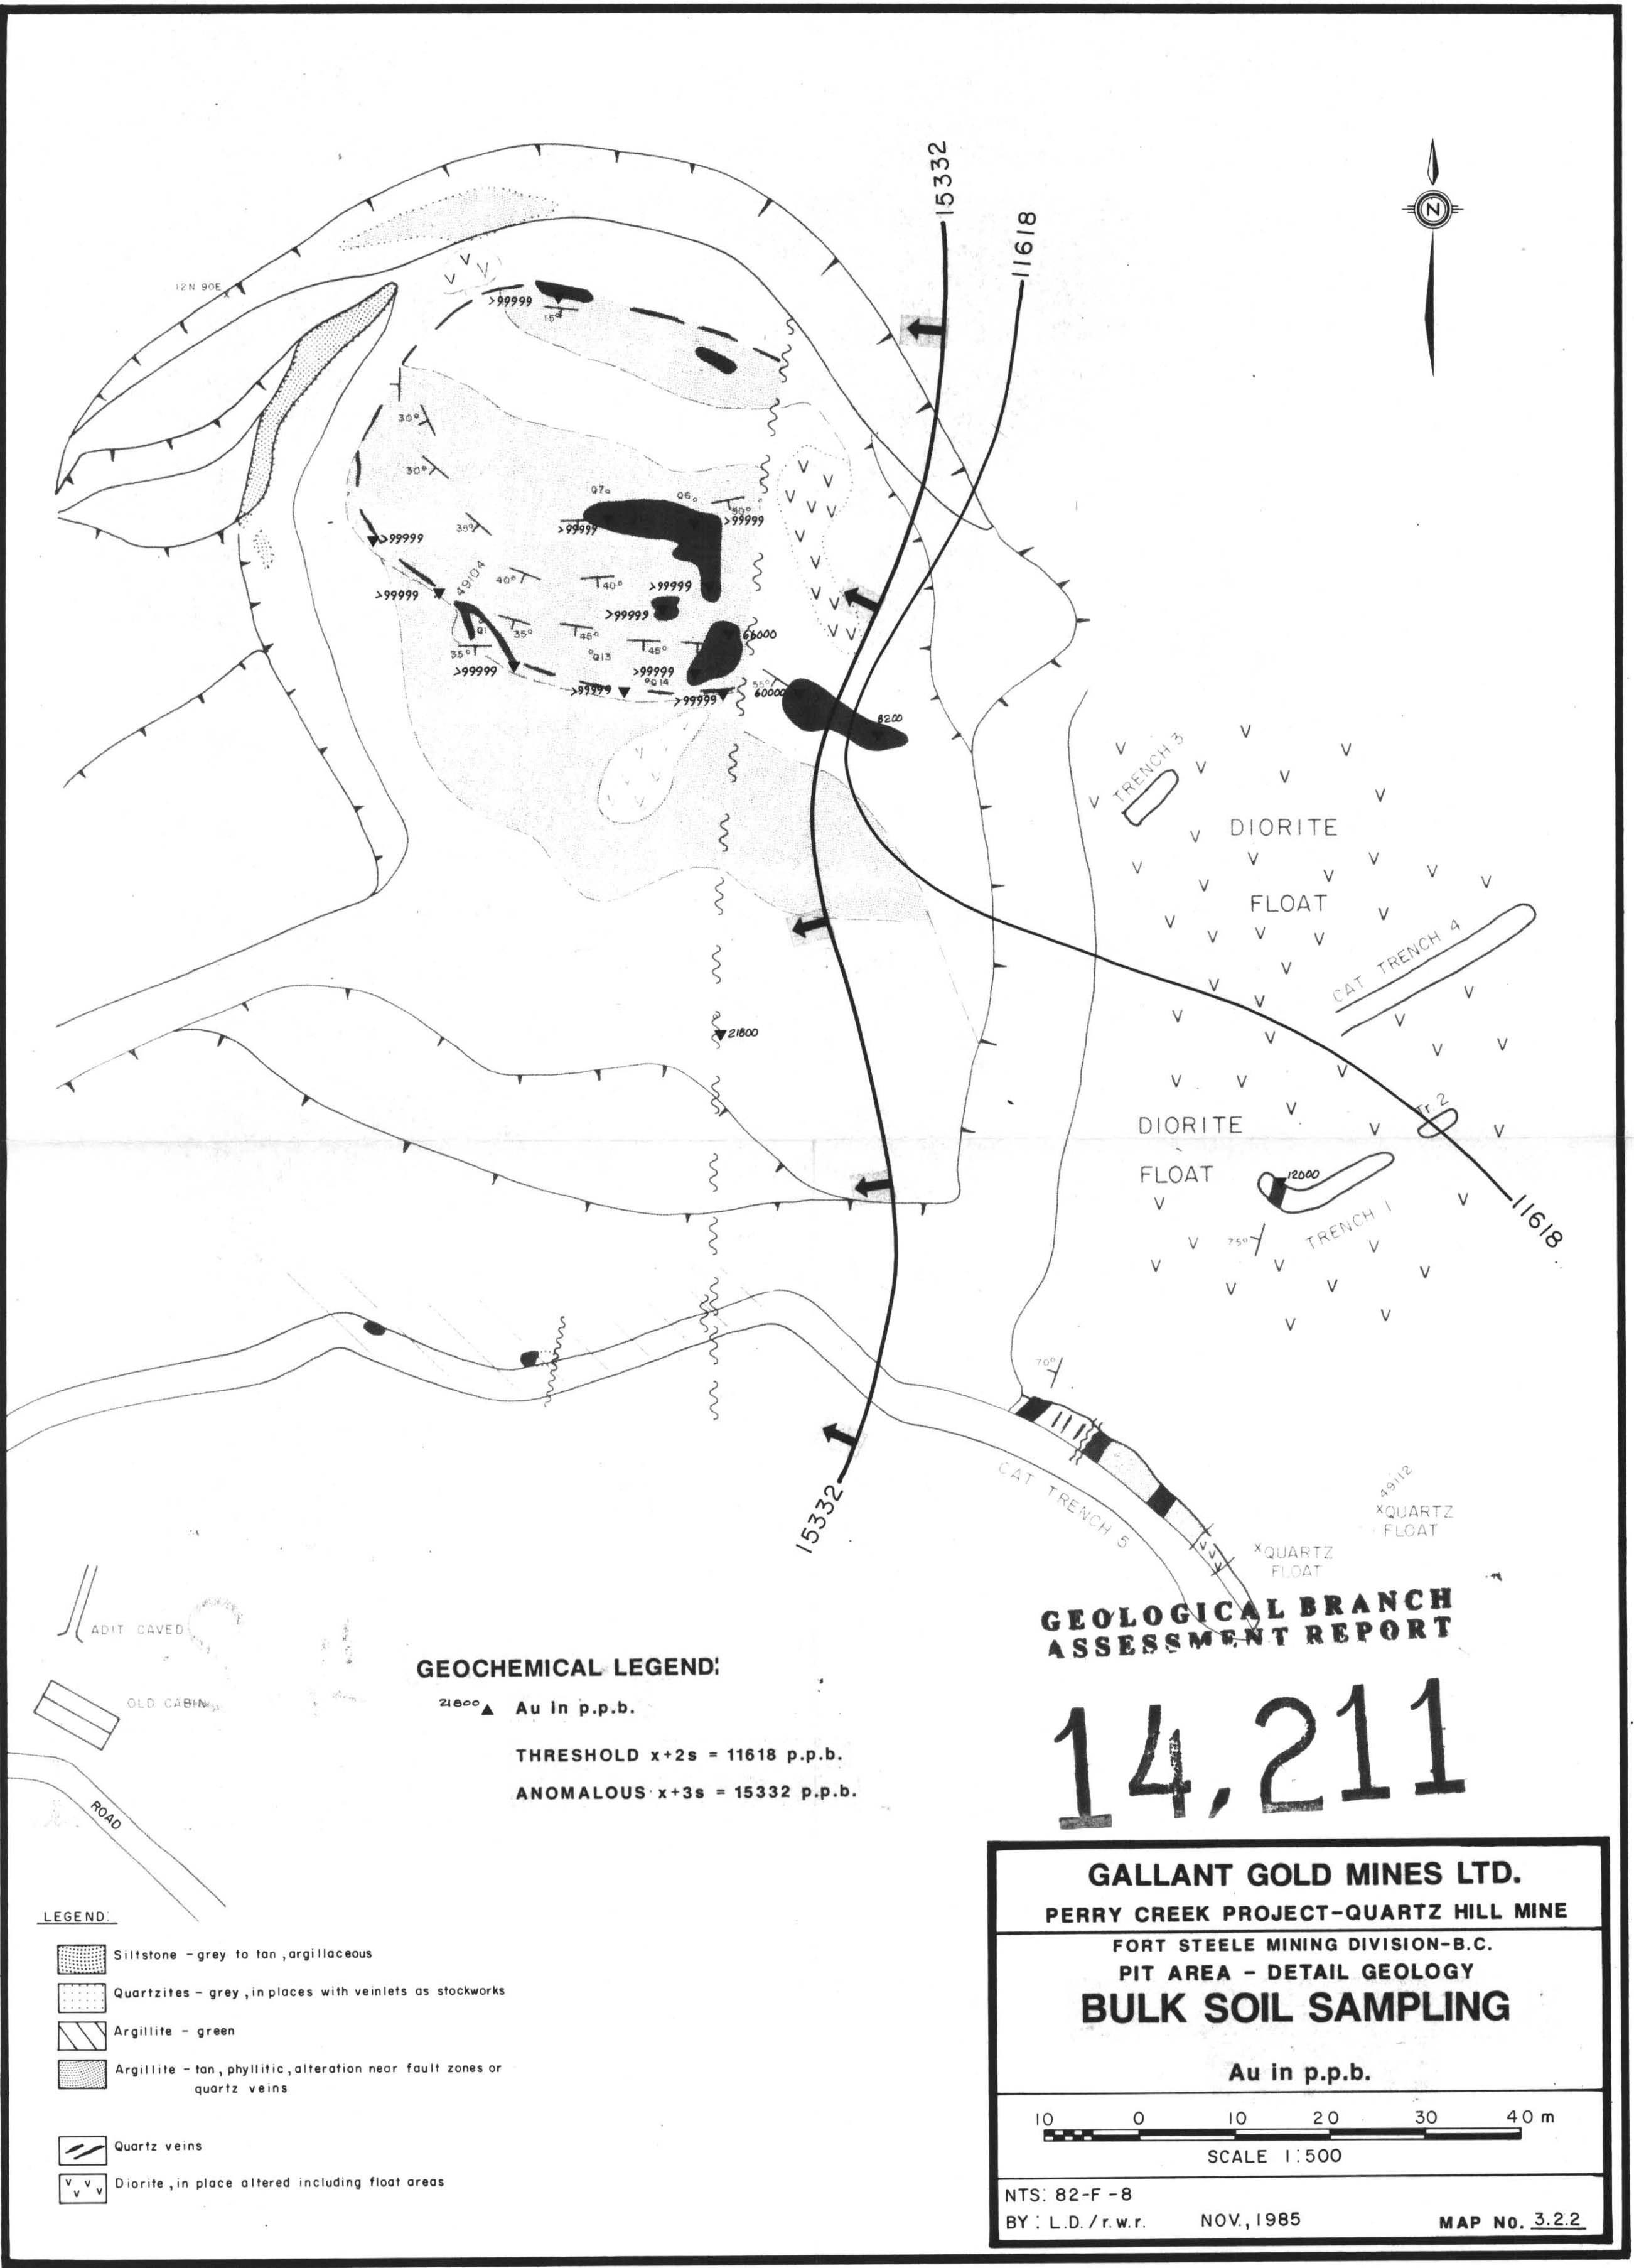 15332
11618
N
12N 90E
>99999
15°
30°
30°
Q7
Q6
50°
>99999
>99999
35°
>99999
49104
40°
40°
>99999
>99999
>99999
Q1
35°
45°
45°
66000
35°
Q13
>99999
>99999
Q14
55°
60000
>99999
>99999
8200
TRENCH 3
DIORITE
FLOAT
CAT TRENCH 4
21800
Tr. 2
DIORITE
FLOAT
12000
TRENCH 1
75°
11618
70°
CAT TRENCH 5
15332
49112
xQUARTZ
FLOAT
xQUARTZ
FLOAT
ADIT CAVED
OLD CABIN
ROAD
GEOLOGICAL BRANCH
ASSESSMENT REPORT
14,211
GEOCHEMICAL LEGEND:
21800 Au in p.p.b.
THRESHOLD x+2s = 11618 p.p.b.
ANOMALOUS x+3s = 15332 p.p.b.
LEGEND:
Siltstone - grey to tan, argillaceous
Quartzites - grey, in places with veinlets as stockworks
Argillite - green
Argillite - tan, phyllitic, alteration near fault zones or
quartz veins
Quartz veins
Diorite, in place altered including float areas
GALLANT GOLD MINES LTD.
PERRY CREEK PROJECT-QUARTZ HILL MINE
FORT STEELE MINING DIVISION-B.C.
PIT AREA - DETAIL GEOLOGY
BULK SOIL SAMPLING
Au in p.p.b.
10 0 10 20 30 40 m
SCALE 1:500
NTS: 82-F-8
BY: L.D./r.w.r. NOV., 1985 MAP NO. 3.2.2